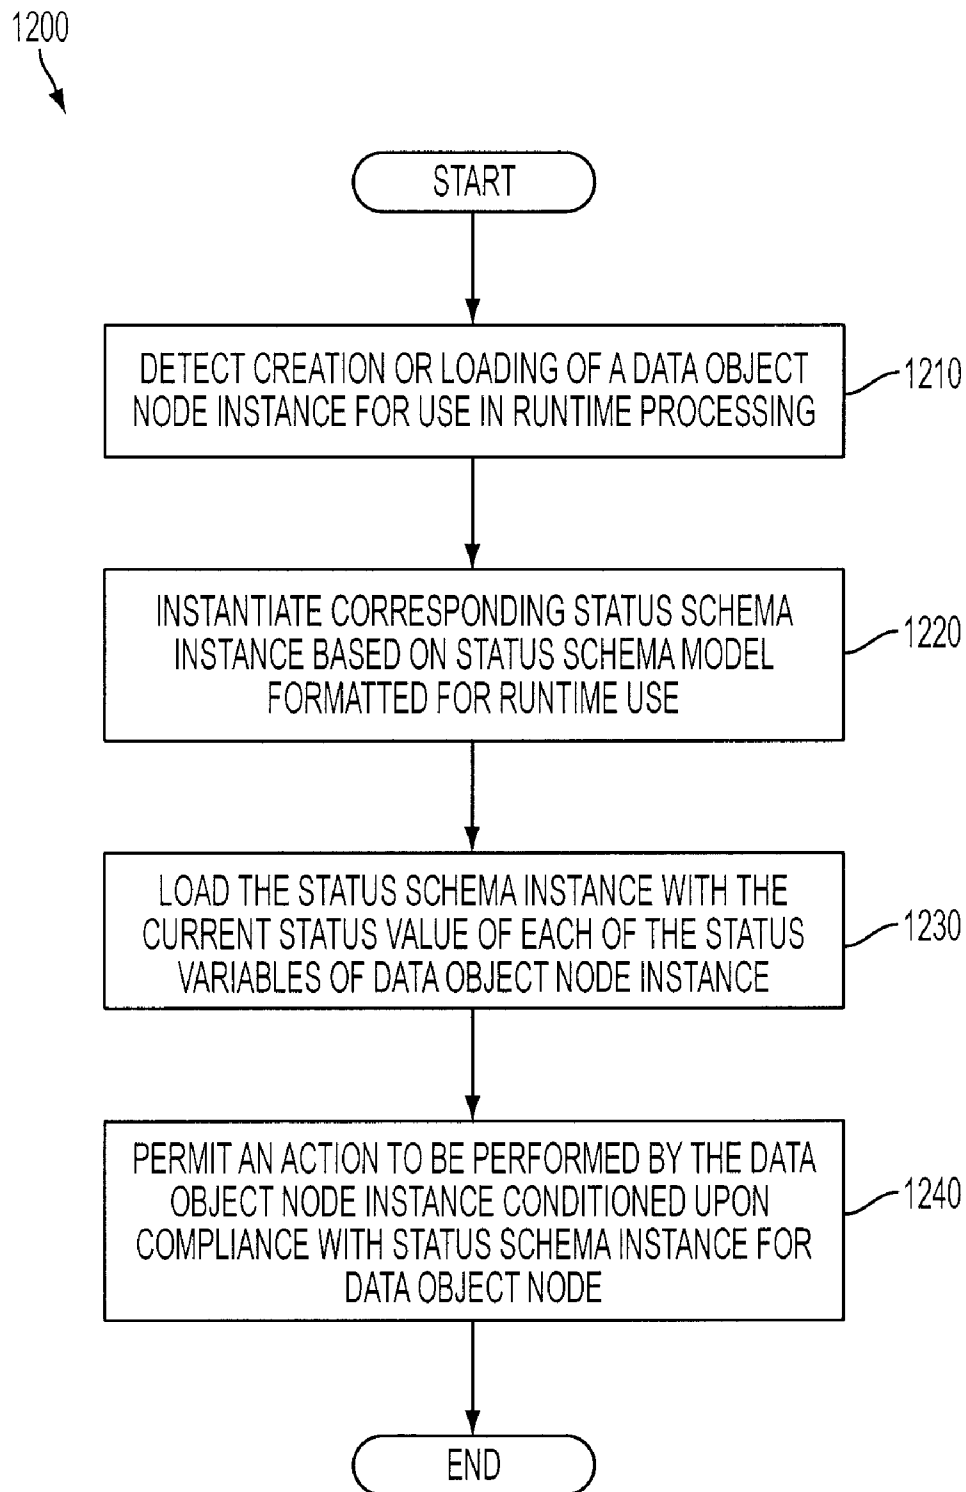 1200
START
DETECT CREATION OR LOADING OF A DATA OBJECT
NODE INSTANCE FOR USE IN RUNTIME PROCESSING
1210
INSTANTIATE CORRESPONDING STATUS SCHEMA
INSTANCE BASED ON STATUS SCHEMA MODEL
FORMATTED FOR RUNTIME USE
1220
LOAD THE STATUS SCHEMA INSTANCE WITH THE
CURRENT STATUS VALUE OF EACH OF THE STATUS
VARIABLES OF DATA OBJECT NODE INSTANCE
1230
PERMIT AN ACTION TO BE PERFORMED BY THE DATA
OBJECT NODE INSTANCE CONDITIONED UPON
COMPLIANCE WITH STATUS SCHEMA INSTANCE FOR
DATA OBJECT NODE
1240
END